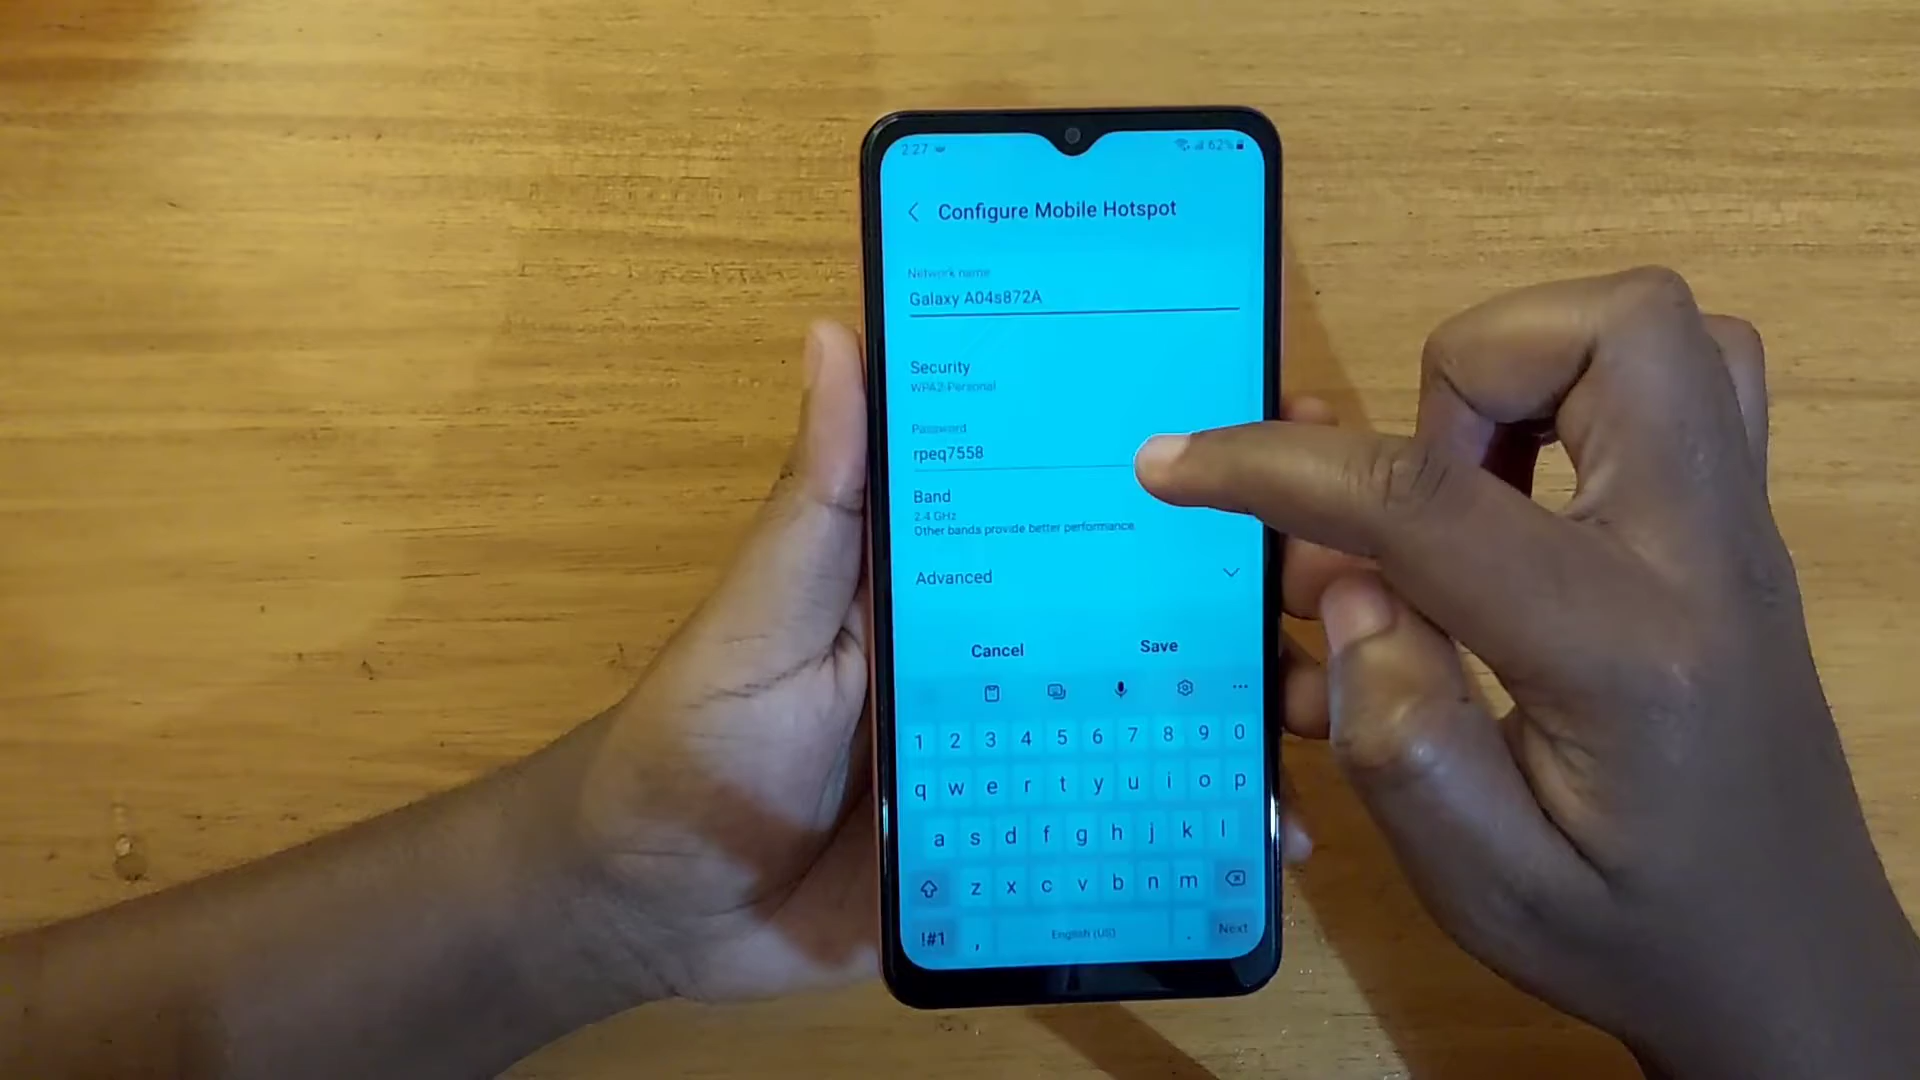 2:27 62%
Configure Mobile Hotspot
Network name
Galaxy A04s872A
Security
WPA2-Personal
Password
rpeq7558
Band
2.4 GHz
Other bands provide better performance
Advanced
Cancel Save
1 2 3 4 5 6 7 8 9 0
q w e r t y u i o p
a s d f g h j k l
z x c v b n m
!#1 , English (US) . Next